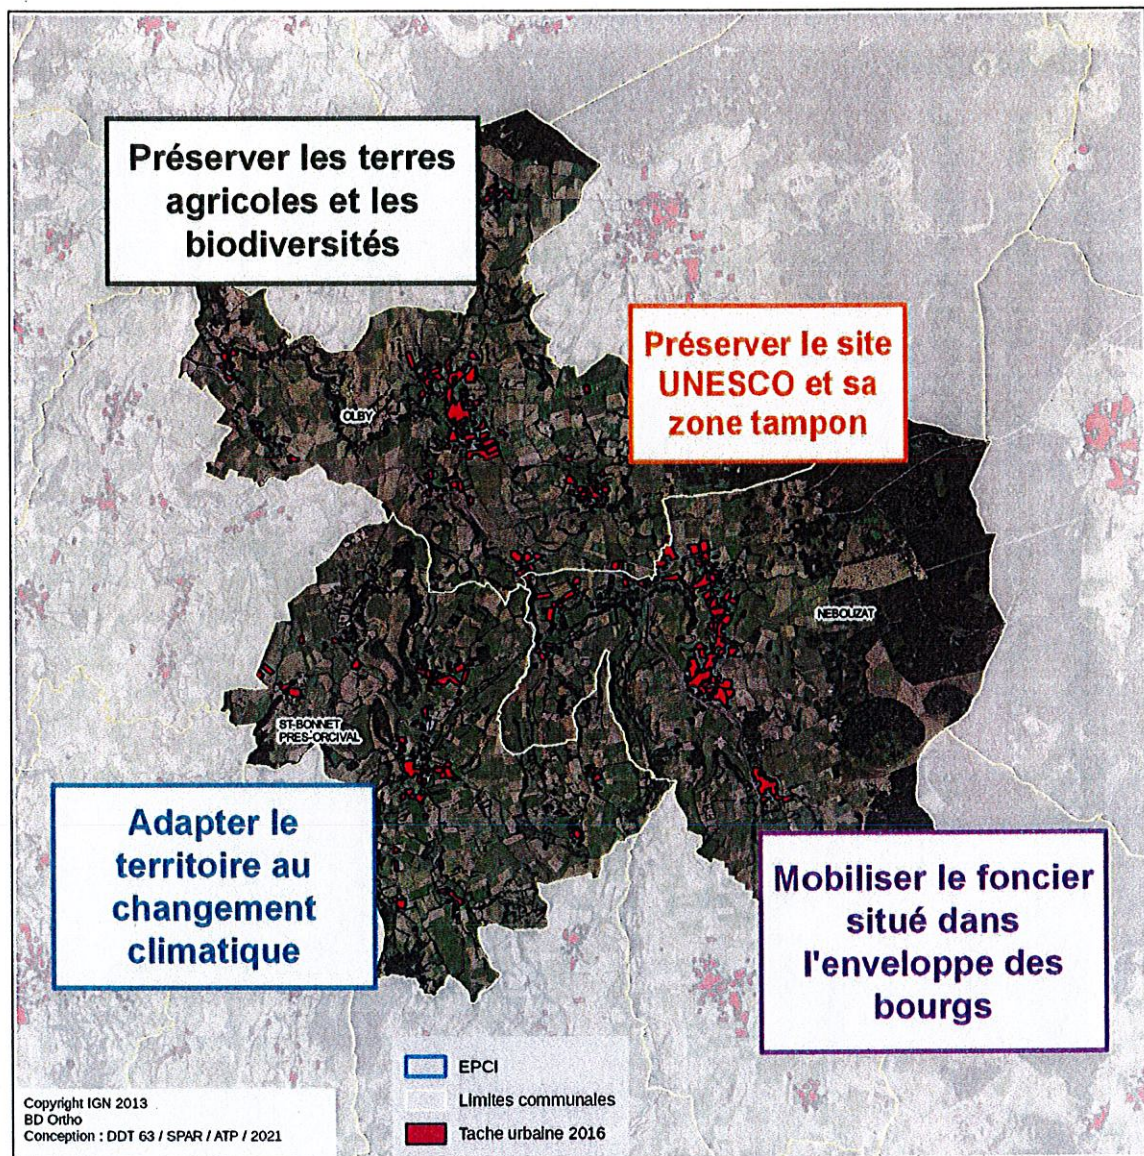 Préserver les terres
agricoles et les
biodiversités
Préserver le site
UNESCO et sa
zone tampon
OLBY
NEBOUZAT
ST-BONNET
PRES-ORCIVAL
Adapter le
territoire au
changement
climatique
Mobiliser le foncier
situé dans
l'enveloppe des
bourgs
EPCI
Limites communales
Tache urbaine 2016
Copyright IGN 2013
BD Ortho
Conception : DDT 63 / SPAR / ATP / 2021